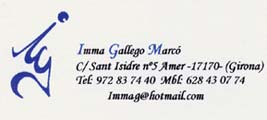 Imma Gallego Marcó
C/ Sant Isidre nº5 Amer -17170- (Girona)
Tel: 972 83 74 40 Mbl: 628 43 07 74
Immag@hotmail.com